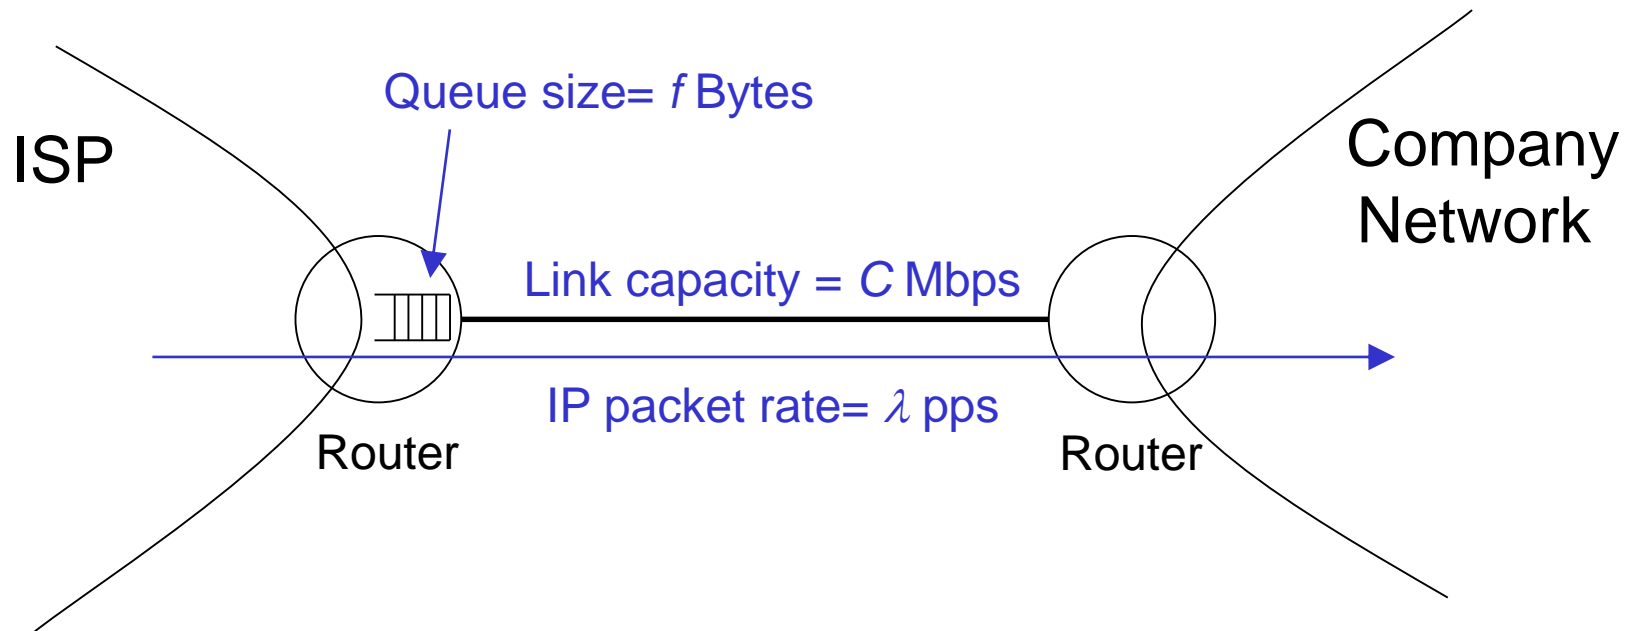 Queue size= f Bytes
ISP
Company
Network
Link capacity = C Mbps
IP packet rate= λ pps
Router
Router